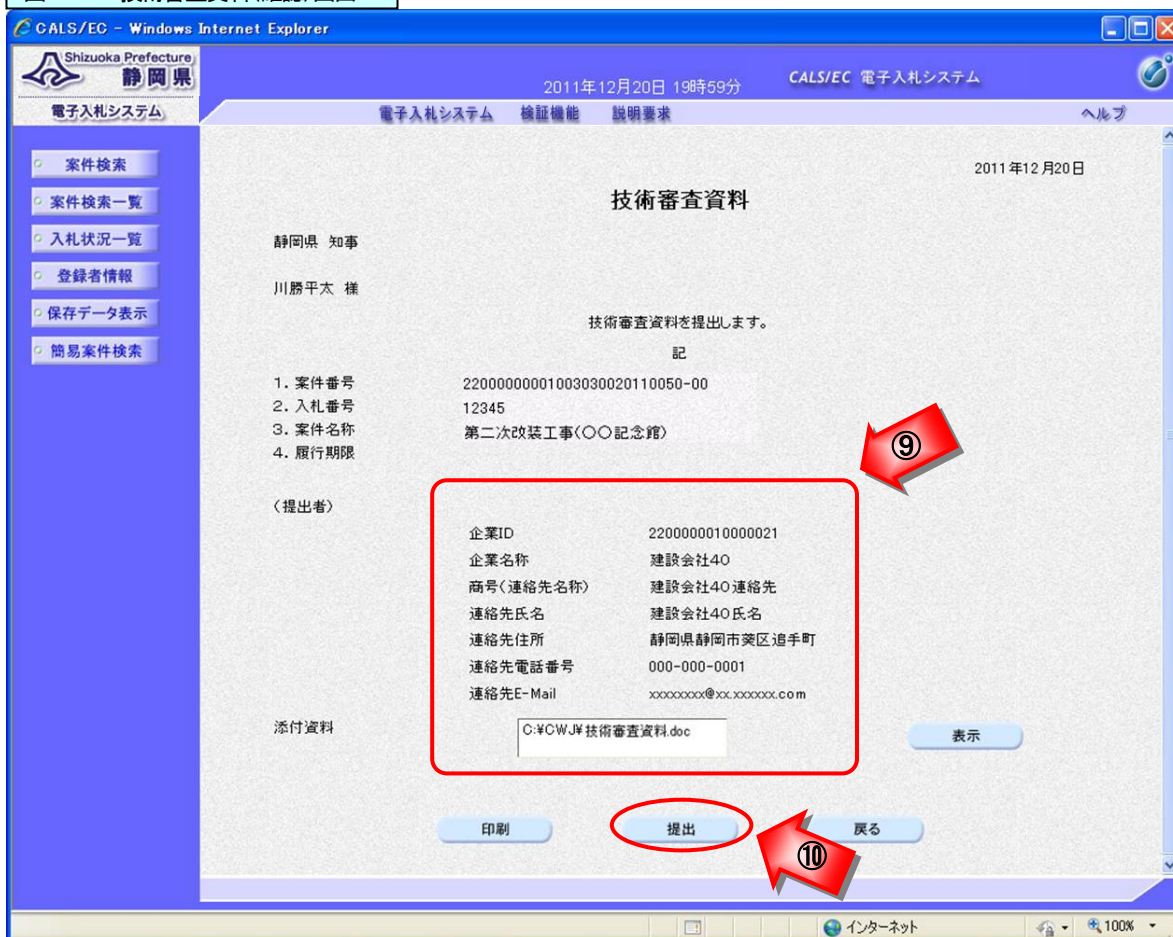 CALS/EC - Windows Internet Explorer
Shizuoka Prefecture
静岡県
2011年12月20日 19時59分
CALS/EC 電子入札システム
電子入札システム
電子入札システム 検証機能 説明要求 ヘルプ
案件検索
案件検索一覧
入札状況一覧
登録者情報
保存データ表示
簡易案件検索
2011年12月20日
技術審査資料
静岡県 知事
川勝平太 様
技術審査資料を提出します。
記
1. 案件番号 22000000001003030020110050-00
2. 入札番号 12345
3. 案件名称 第二次改装工事(〇〇記念館)
4. 履行期限
⑨
(提出者)
企業ID 2200000010000021
企業名称 建設会社40
商号(連絡先名称) 建設会社40連絡先
連絡先氏名 建設会社40氏名
連絡先住所 静岡県静岡市葵区追手町
連絡先電話番号 000-000-0001
連絡先E-Mail xxxxxxxx@xx.xxxxxx.com
添付資料 C:¥CWJ¥技術審査資料.doc 表示
印刷 提出 戻る
⑩
インターネット 100%